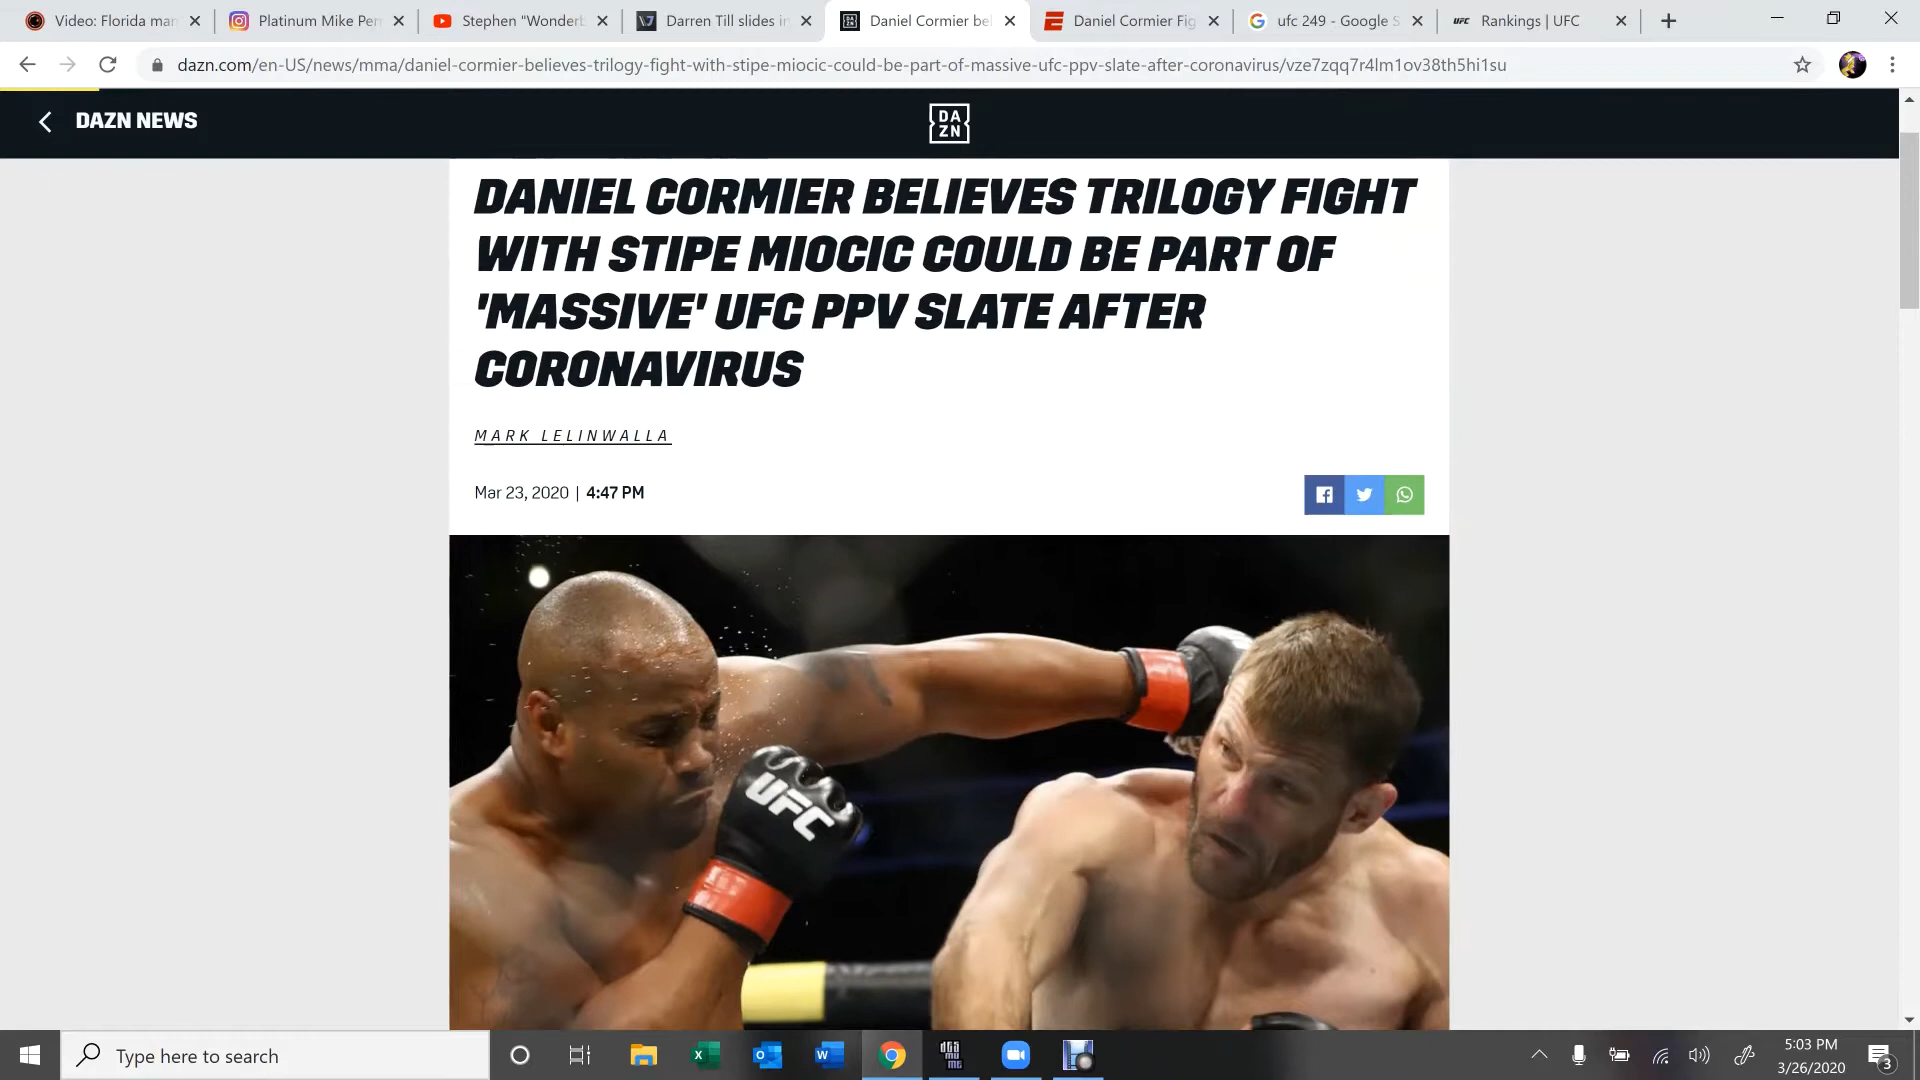 Video: Florida man
Platinum Mike Per
Stephen "Wonderb
Darren Till slides in
Daniel Cormier bel
Daniel Cormier Fig
ufc 249 - Google S
UFC Rankings | UFC
dazn.com/en-US/news/mma/daniel-cormier-believes-trilogy-fight-with-stipe-miocic-could-be-part-of-massive-ufc-ppv-slate-after-coronavirus/vze7zqq7r4lm1ov38th5hi1su
DAZN NEWS
DA
ZN
DANIEL CORMIER BELIEVES TRILOGY FIGHT
WITH STIPE MIOCIC COULD BE PART OF
'MASSIVE' UFC PPV SLATE AFTER
CORONAVIRUS
MARK LELINWALLA
Mar 23, 2020 | 4:47 PM
UFC
Type here to search
5:03 PM
3/26/2020
3